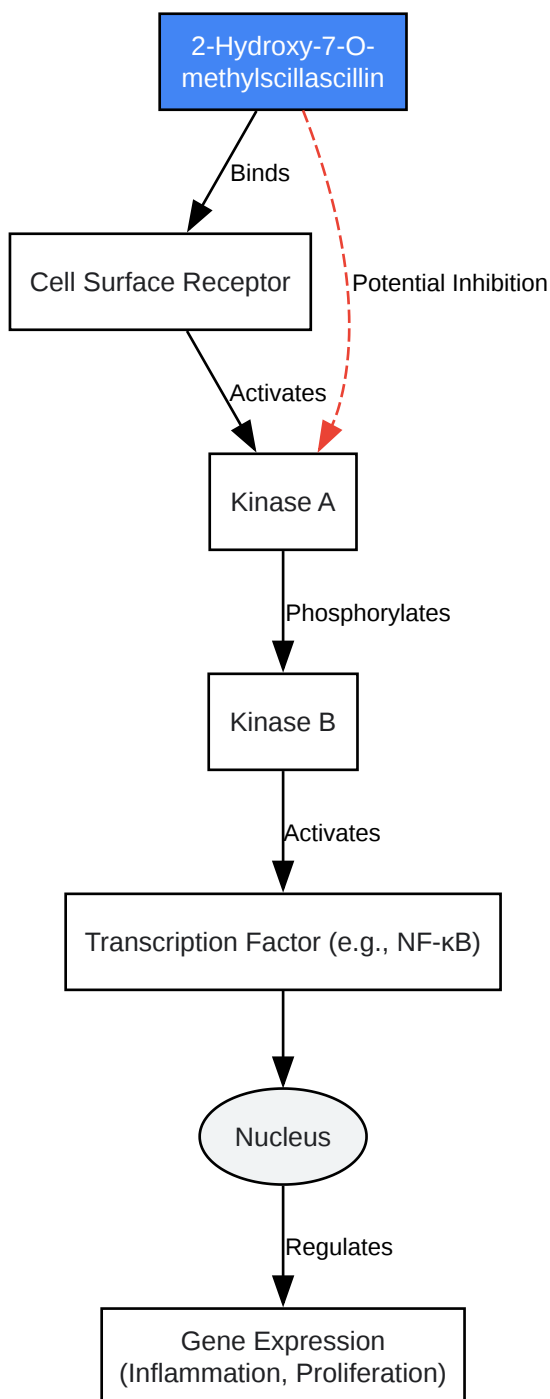 2-Hydroxy-7-O-
methylscillascillin
Binds
Cell Surface Receptor
Potential Inhibition
Activates
Kinase A
Phosphorylates
Kinase B
Activates
Transcription Factor (e.g., NF-κB)
Nucleus
Regulates
Gene Expression
(Inflammation, Proliferation)